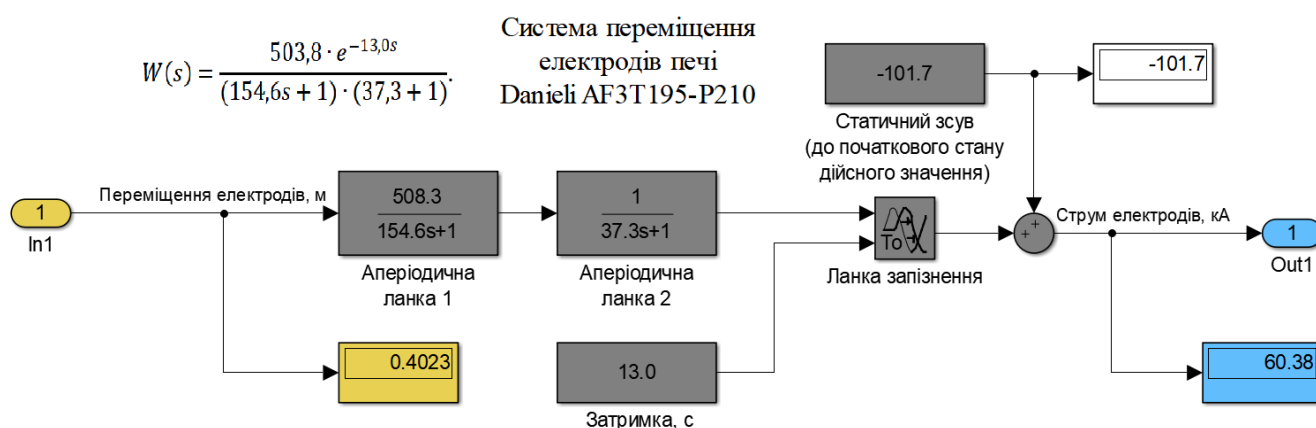 W(s) = 503,8 · e^{−13,0s} / (154,6s + 1) · (37,3 + 1).
Система переміщення
електродів печі
Danieli AF3T195-P210
-101.7
-101.7
Статичний зсув
(до початкового стану
дійсного значення)
1
In1
Переміщення електродів, м
508.3
154.6s+1
Аперіодична
ланка 1
1
37.3s+1
Аперіодична
ланка 2
To
Ланка запізнення
+ +
Струм електродів, кА
1
Out1
0.4023
13.0
Затримка, с
60.38